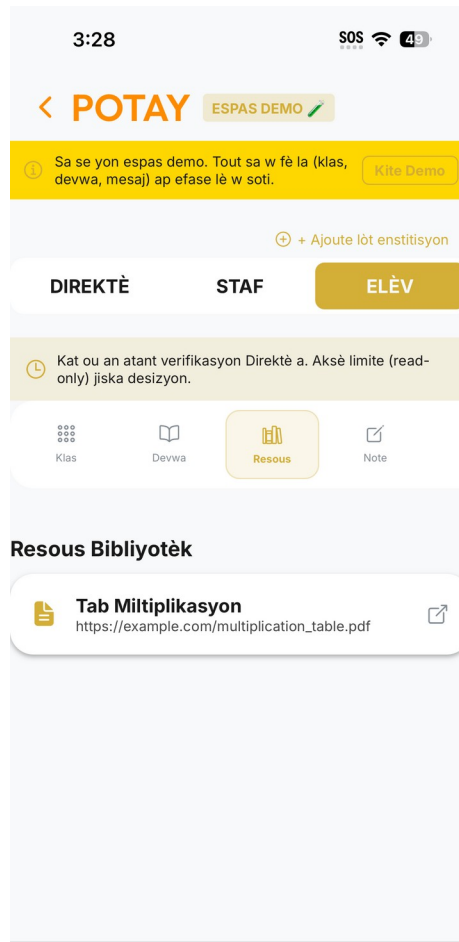 3:28
SOS
49
POTAY
ESPAS DEMO
Sa se yon espas demo. Tout sa w fè la (klas,
devwa, mesaj) ap efase lè w soti.
Kite Demo
+ Ajoute lòt enstitisyon
DIREKTÈ
STAF
ELÈV
Kat ou an atant verifikasyon Direktè a. Aksè limite (read-
only) jiska desizyon.
Klas
Devwa
Resous
Note
Resous Bibliyotèk
Tab Miltiplikasyon
https://example.com/multiplication_table.pdf